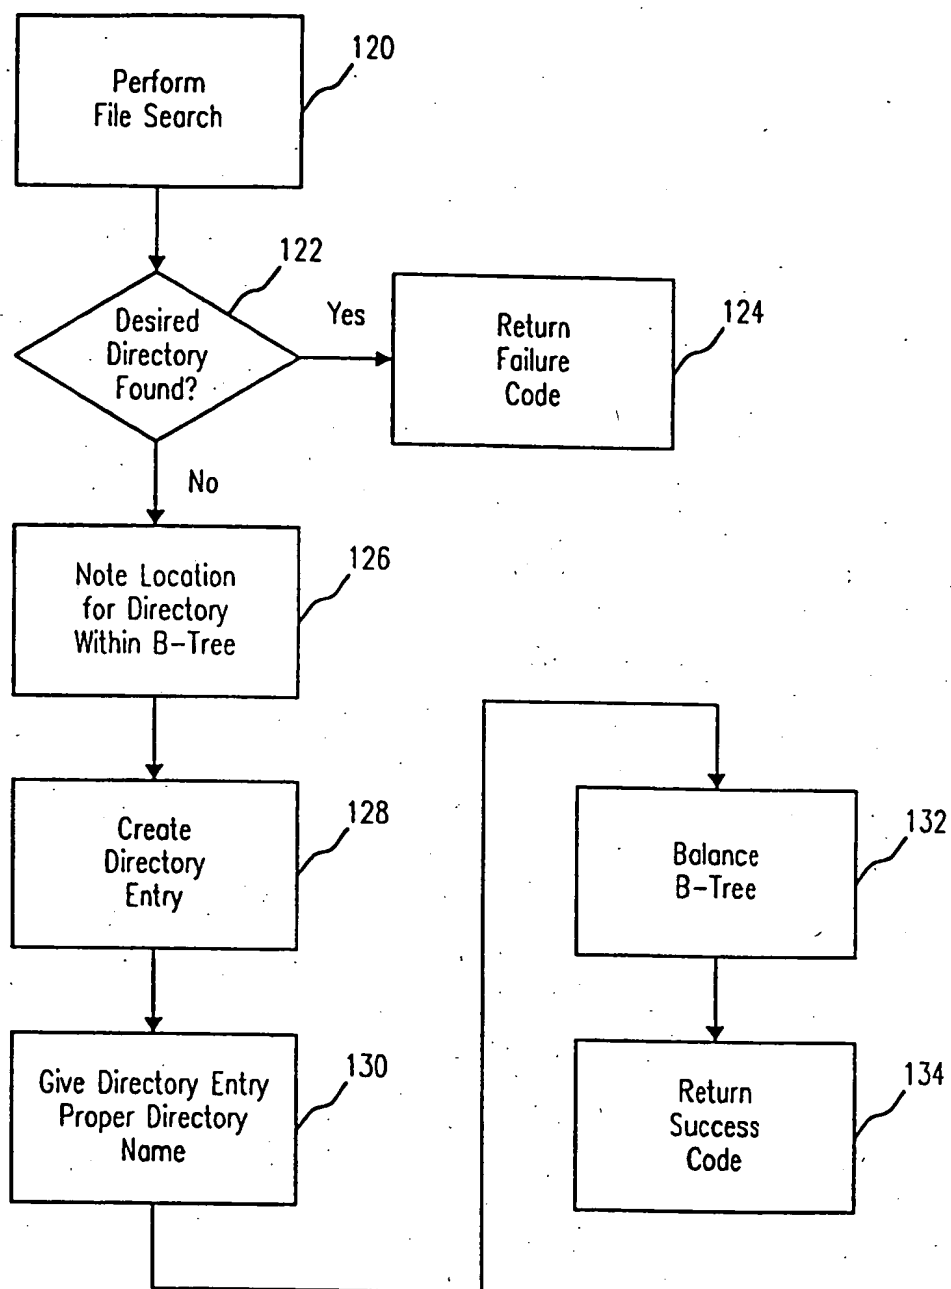 120
Perform
File Search
122
Desired
Directory
Found?
Yes
Return
Failure
Code
124
No
126
Note Location
for Directory
Within B-Tree
128
Create
Directory
Entry
130
Give Directory Entry
Proper Directory
Name
132
Balance
B-Tree
134
Return
Success
Code